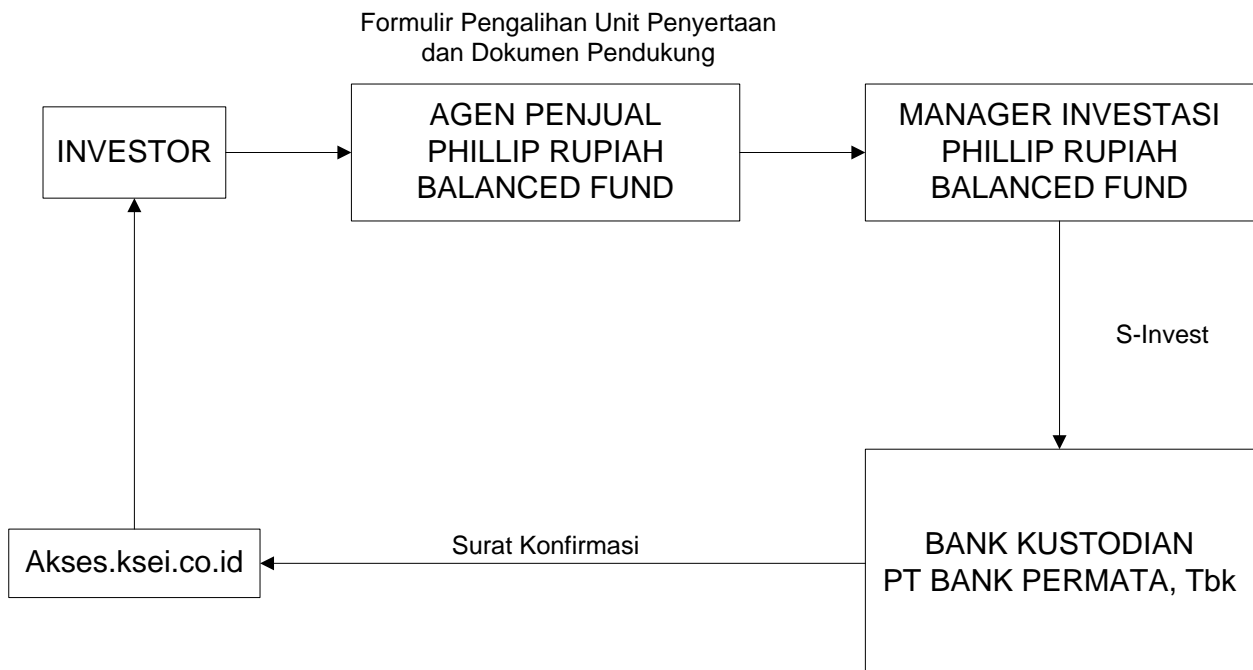 Formulir Pengalihan Unit Penyertaan
dan Dokumen Pendukung
INVESTOR
AGEN PENJUAL
PHILLIP RUPIAH
BALANCED FUND
MANAGER INVESTASI
PHILLIP RUPIAH
BALANCED FUND
S-Invest
Akses.ksei.co.id
Surat Konfirmasi
BANK KUSTODIAN
PT BANK PERMATA, Tbk